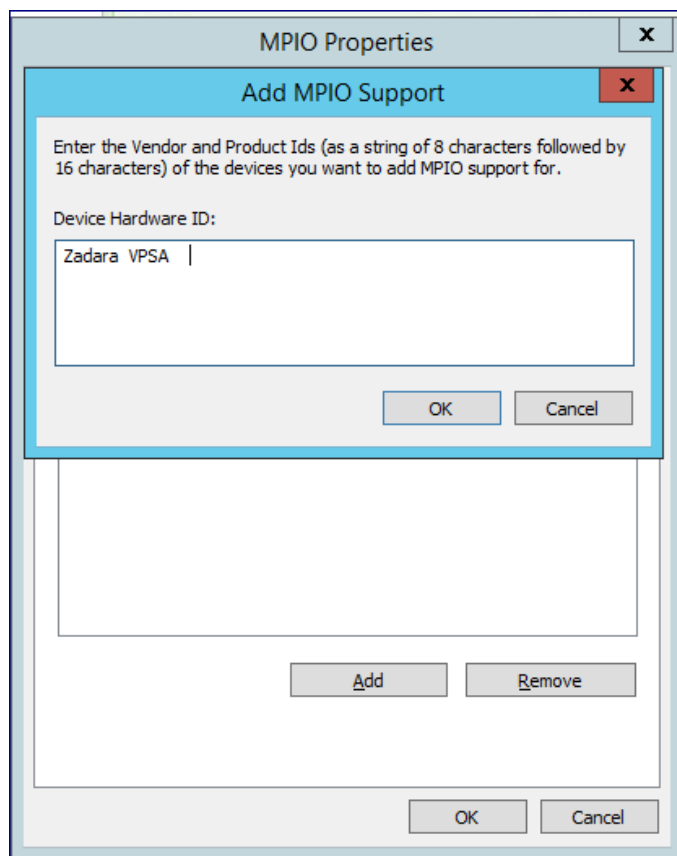 MPIO Properties
x
Add MPIO Support
x
Enter the Vendor and Product Ids (as a string of 8 characters followed by
16 characters) of the devices you want to add MPIO support for.
Device Hardware ID:
Zadara VPSA
OK Cancel
Add Remove
OK Cancel